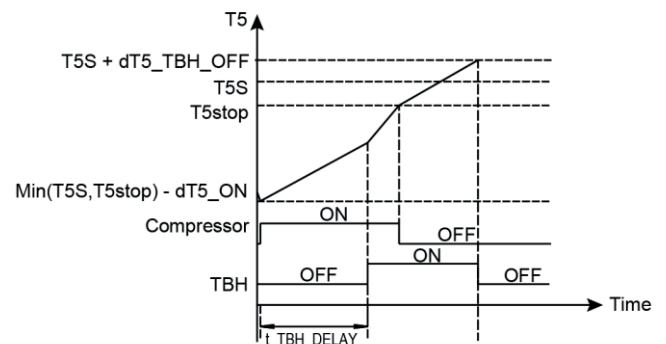 T5
T5S + dT5_TBH_OFF
T5S
T5stop
Min(T5S,T5stop) - dT5_ON
Compressor
ON
OFF
ON
TBH
OFF
OFF
Time
t_TBH_DELAY